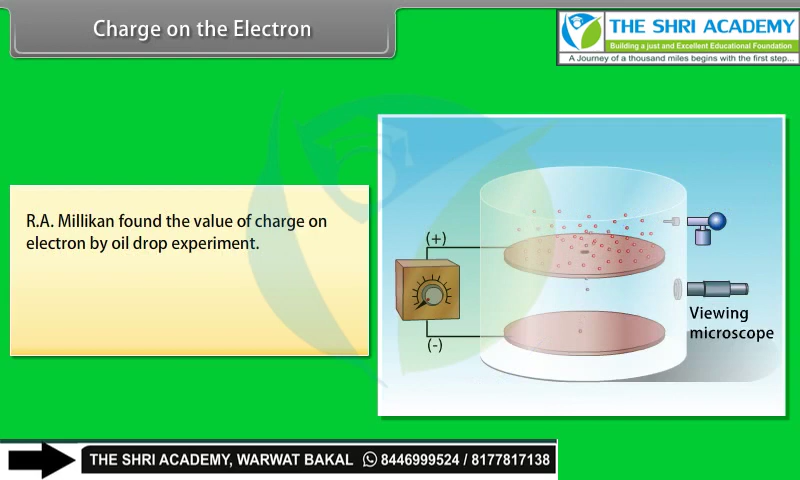 Charge on the Electron
THE SHRI ACADEMY
Building a just and Excellent Educational Foundation
A Journey of a thousand miles begins with the first step...
R.A. Millikan found the value of charge on
electron by oil drop experiment.
(+)
(-)
Viewing
microscope
THE SHRI ACADEMY, WARWAT BAKAL 8446999524 / 8177817138